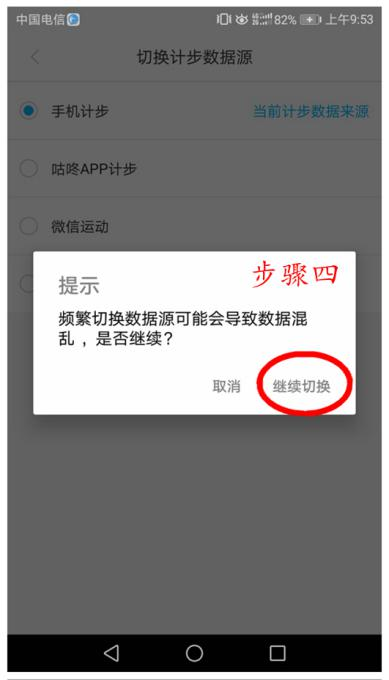 中国电信 82% 上午9:53
切换计步数据源
手机计步 当前计步数据来源
咕咚APP计步
微信运动
步骤四
提示
频繁切换数据源可能会导致数据混
乱，是否继续？
取消 继续切换